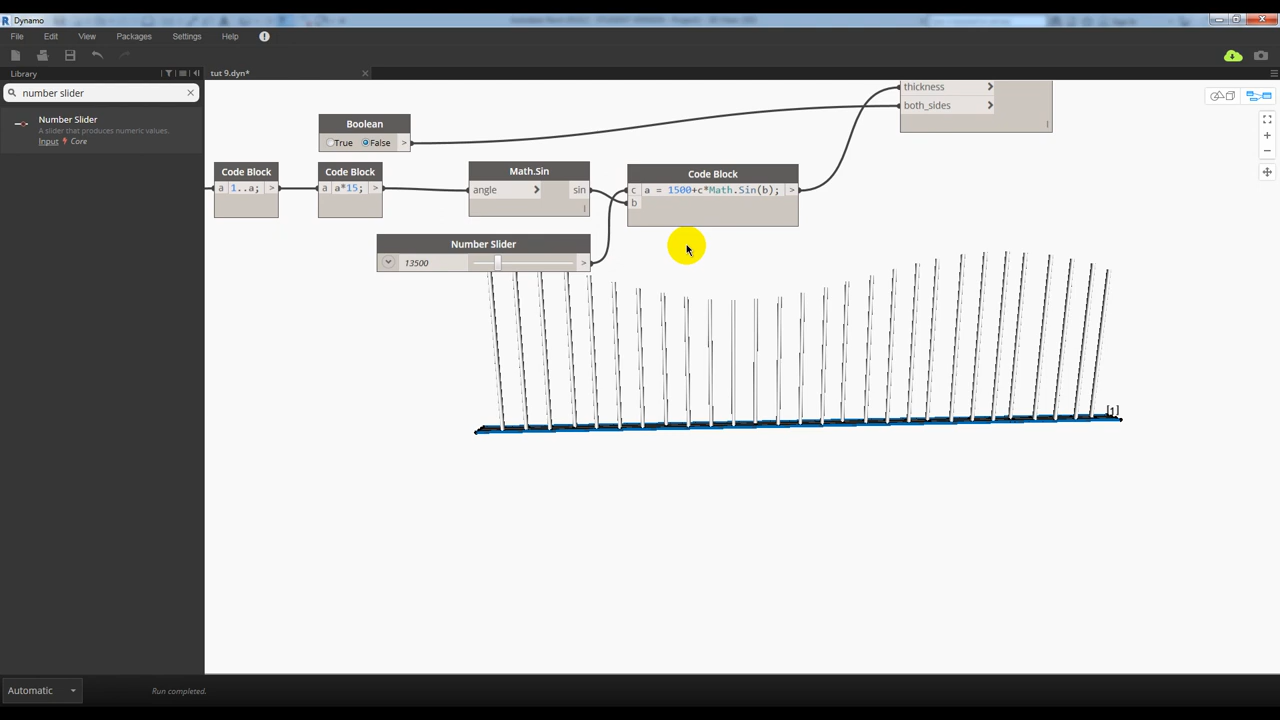 Dynamo
File Edit View Packages Settings Help
Library
tut 9.dyn*
number slider
Number Slider
A slider that produces numeric values.
Input Core
thickness >
both_sides >
Boolean
True False >
Code Block
a 1..a; >
Code Block
a a*15; >
Math.Sin
angle > sin
Code Block
c a = 1500+c*Math.Sin(b); >
b
Number Slider
13500 >
[1]
Automatic
Run completed.